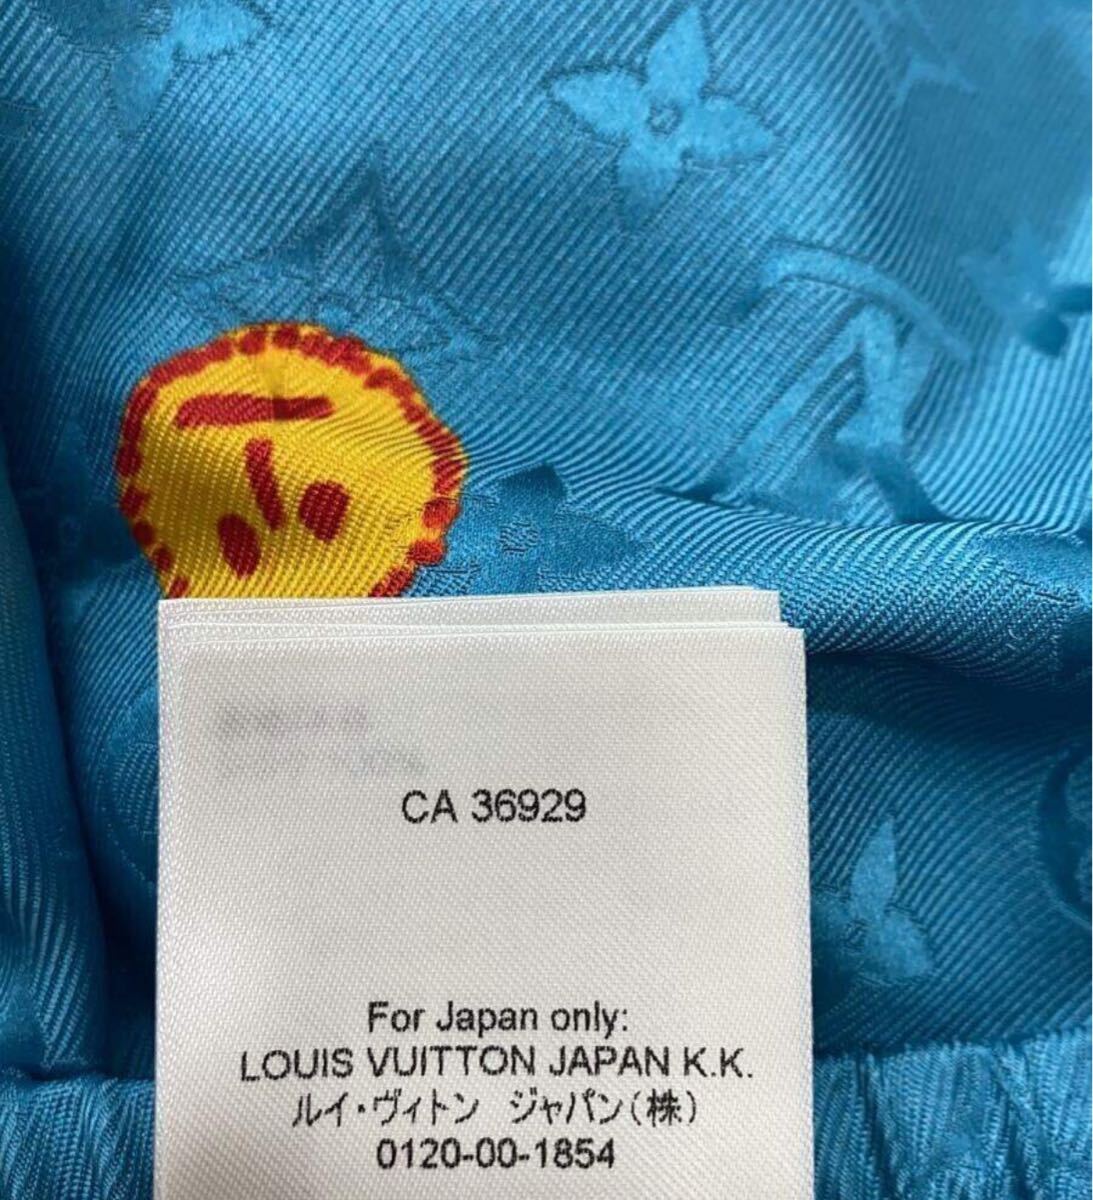 CA 36929
For Japan only:
LOUIS VUITTON JAPAN K.K.
ルイ・ヴィトン ジャパン(株)
0120-00-1854